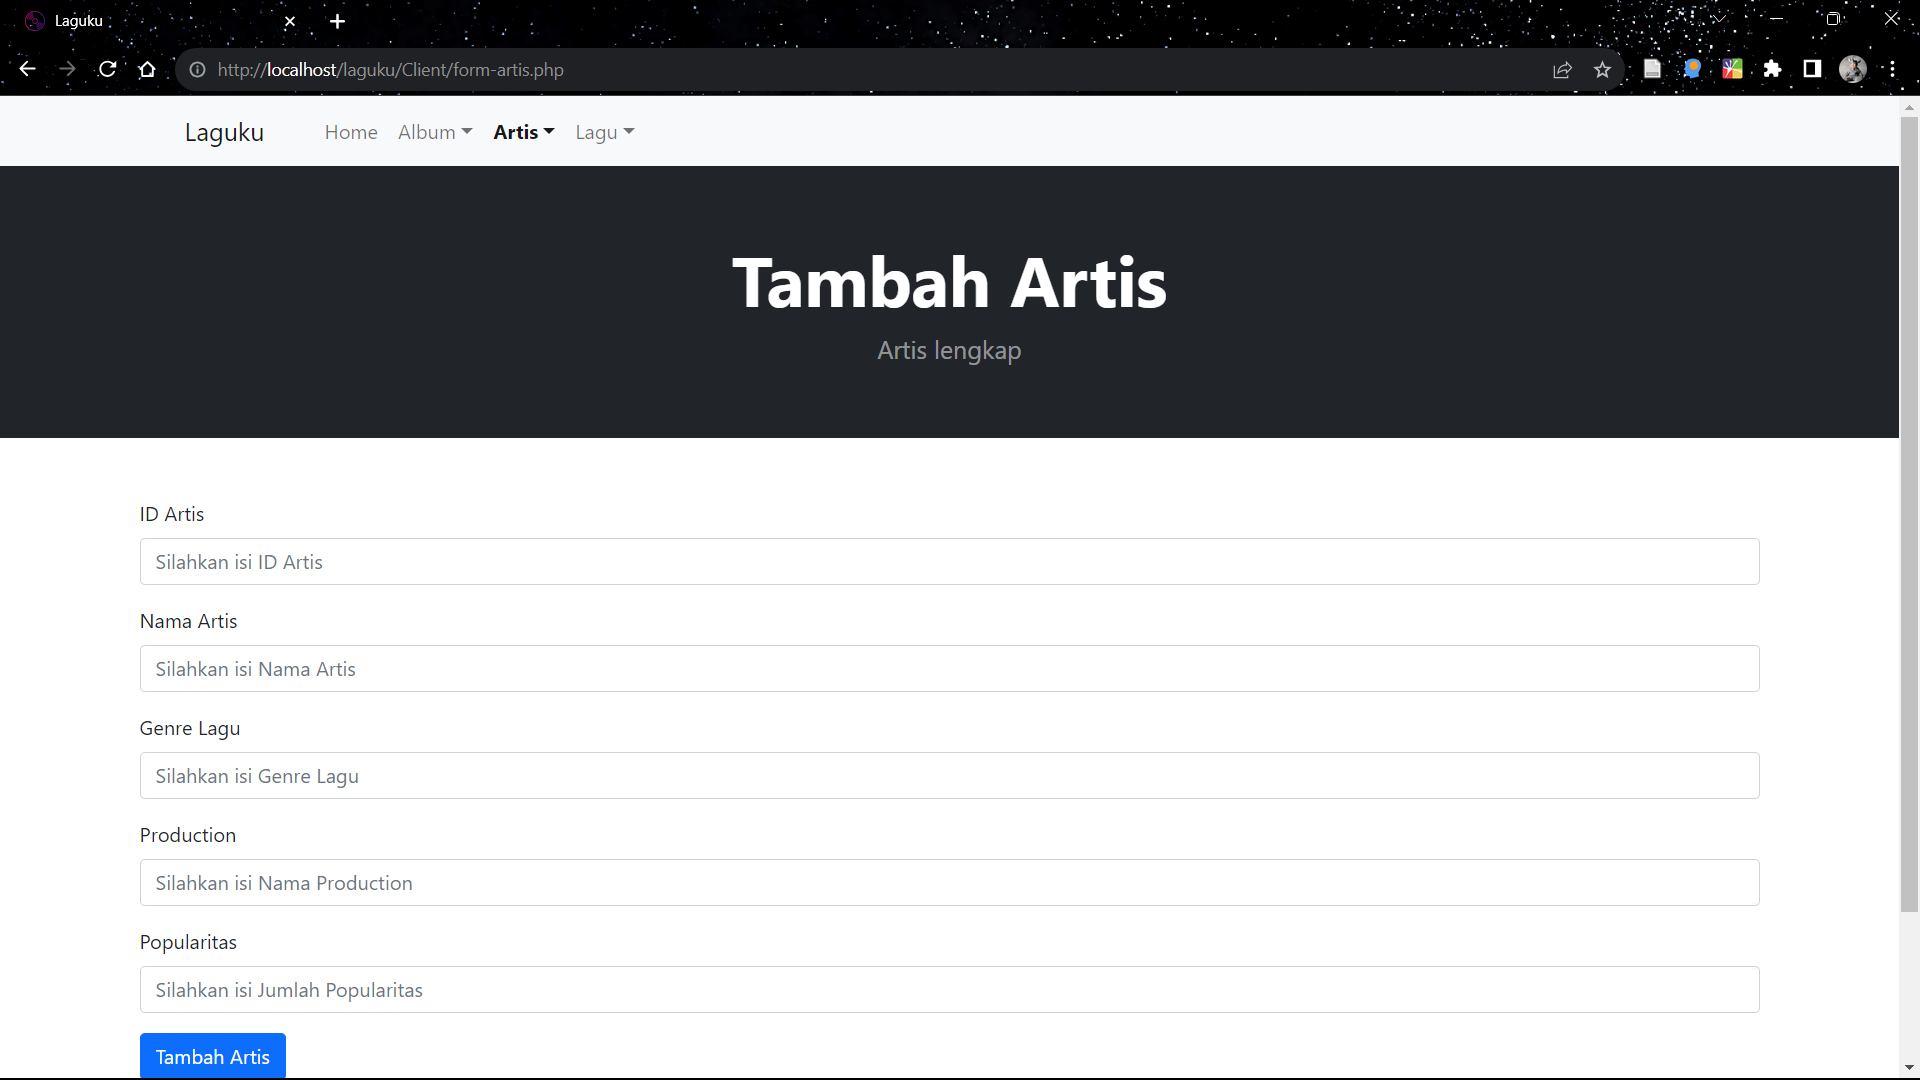 Laguku
http://localhost/laguku/Client/form-artis.php
Laguku Home Album Artis Lagu
Tambah Artis
Artis lengkap
ID Artis
Silahkan isi ID Artis
Nama Artis
Silahkan isi Nama Artis
Genre Lagu
Silahkan isi Genre Lagu
Production
Silahkan isi Nama Production
Popularitas
Silahkan isi Jumlah Popularitas
Tambah Artis